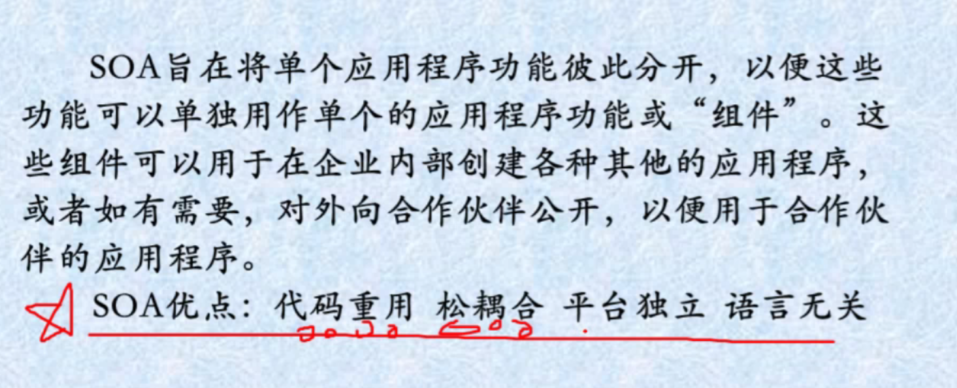 SOA旨在将单个应用程序功能彼此分开，以便这些
功能可以单独用作单个的应用程序功能或“组件”。这
些组件可以用于在企业内部创建各种其他的应用程序，
或者如有需要，对外向合作伙伴公开，以便用于合作伙
伴的应用程序。
SOA优点：代码重用 松耦合 平台独立 语言无关